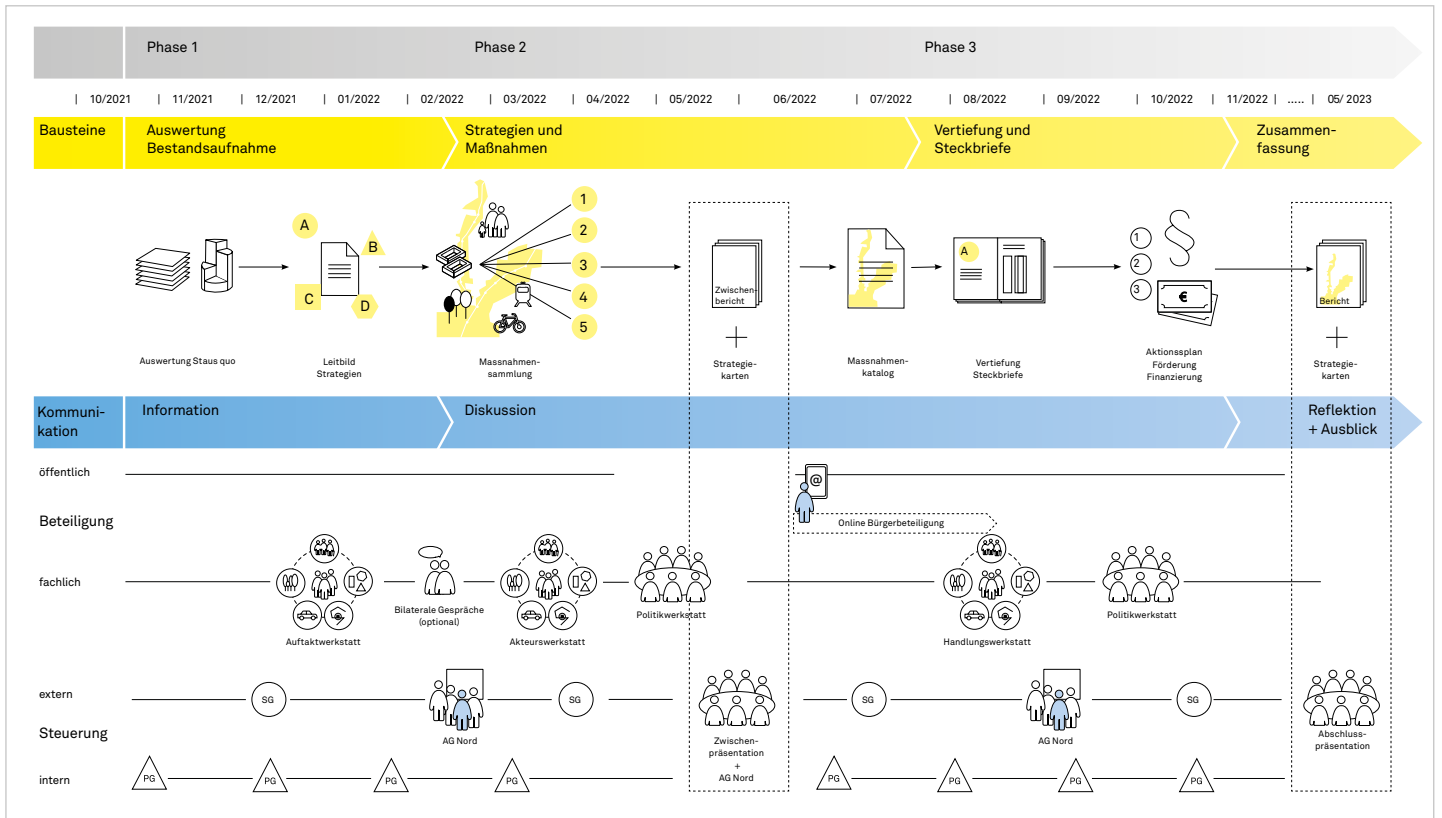 Phase 1
Phase 2
Phase 3
| 10/2021 | 11/2021 | 12/2021 | 01/2022 | 02/2022 | 03/2022 | 04/2022 | 05/2022 | 06/2022 | 07/2022 | 08/2022 | 09/2022 | 10/2022 | 11/2022 | ..... | 05/ 2023
Bausteine
Auswertung
Bestandsaufnahme
Strategien und
Maßnahmen
Vertiefung und
Steckbriefe
Zusammen-
fassung
A
B
C
D
1
2
3
4
5
Zwischen-
bericht
A
1
2
3
€
Bericht
Auswertung Staus quo
Leitbild
Strategien
Massnahmen-
sammlung
Strategie-
karten
Massnahmen-
katalog
Vertiefung
Steckbriefe
Aktionsplan
Förderung
Finanzierung
Strategie-
karten
Kommuni-
kation
Information
Diskussion
Reflektion
+ Ausblick
öffentlich
@
Beteiligung
Online Bürgerbeteiligung
fachlich
Auftaktwerkstatt
Bilaterale Gespräche
(optional)
Akteurswerkstatt
Politikwerkstatt
Handlungswerkstatt
Politikwerkstatt
extern
SG
SG
SG
SG
Steuerung
AG Nord
Zwischen-
präsentation
+
AG Nord
AG Nord
Abschluss-
präsentation
intern
PG
PG
PG
PG
PG
PG
PG
PG